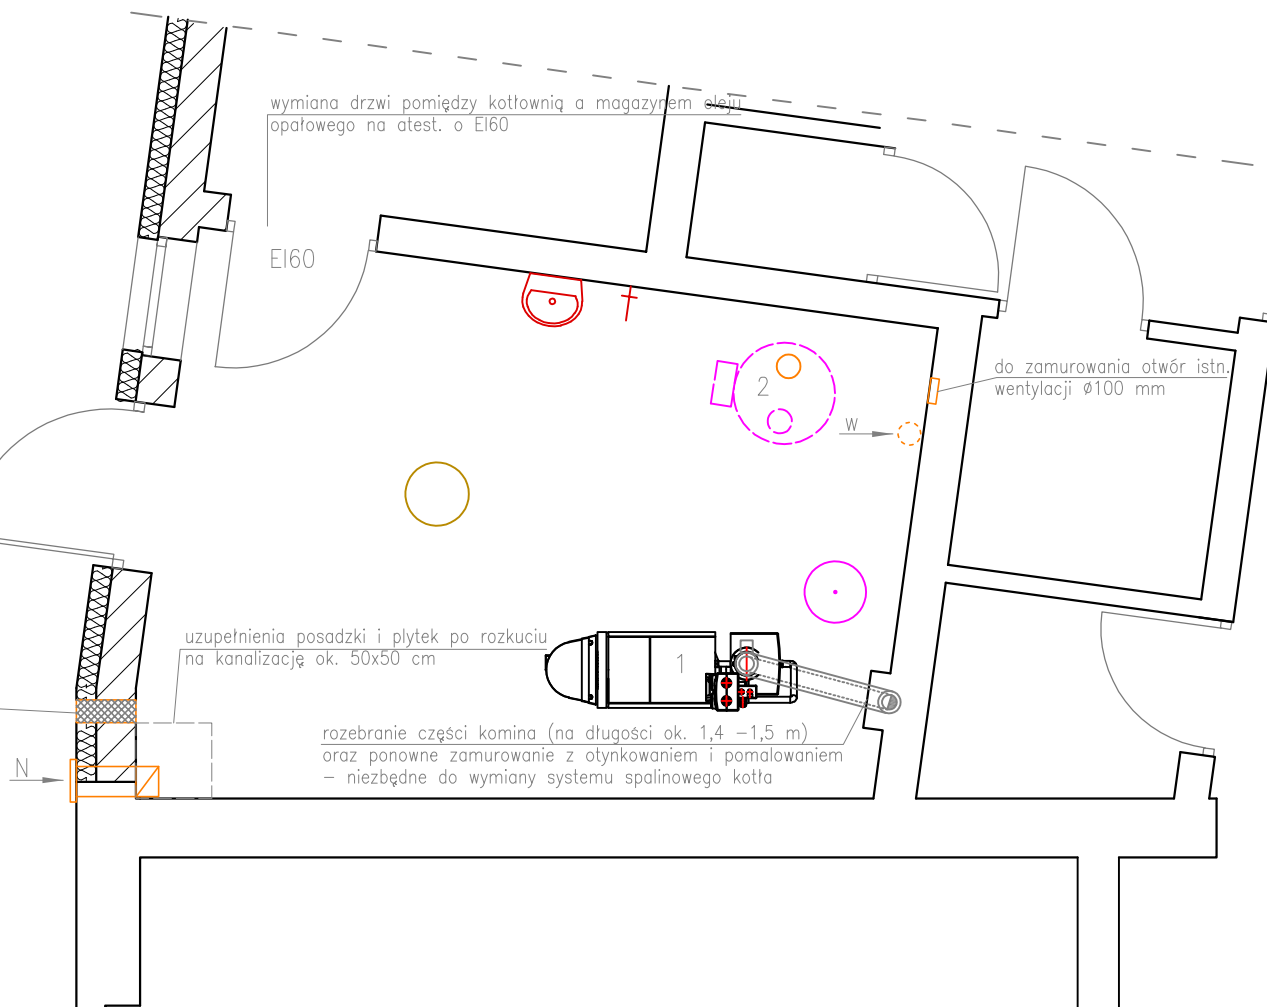 wymiana drzwi pomiędzy kotłownią a magazynem oleju
opałowego na atest. o EI60
EI60
2
do zamurowania otwór istn.
wentylacji Ø100 mm
w
uzupełnienia posadzki i plytek po rozkuciu
na kanalizację ok. 50x50 cm
1
rozebranie części komina (na długości ok. 1,4 –1,5 m)
oraz ponowne zamurowanie z otynkowaniem i pomalowaniem
– niezbędne do wymiany systemu spalinowego kotła
N